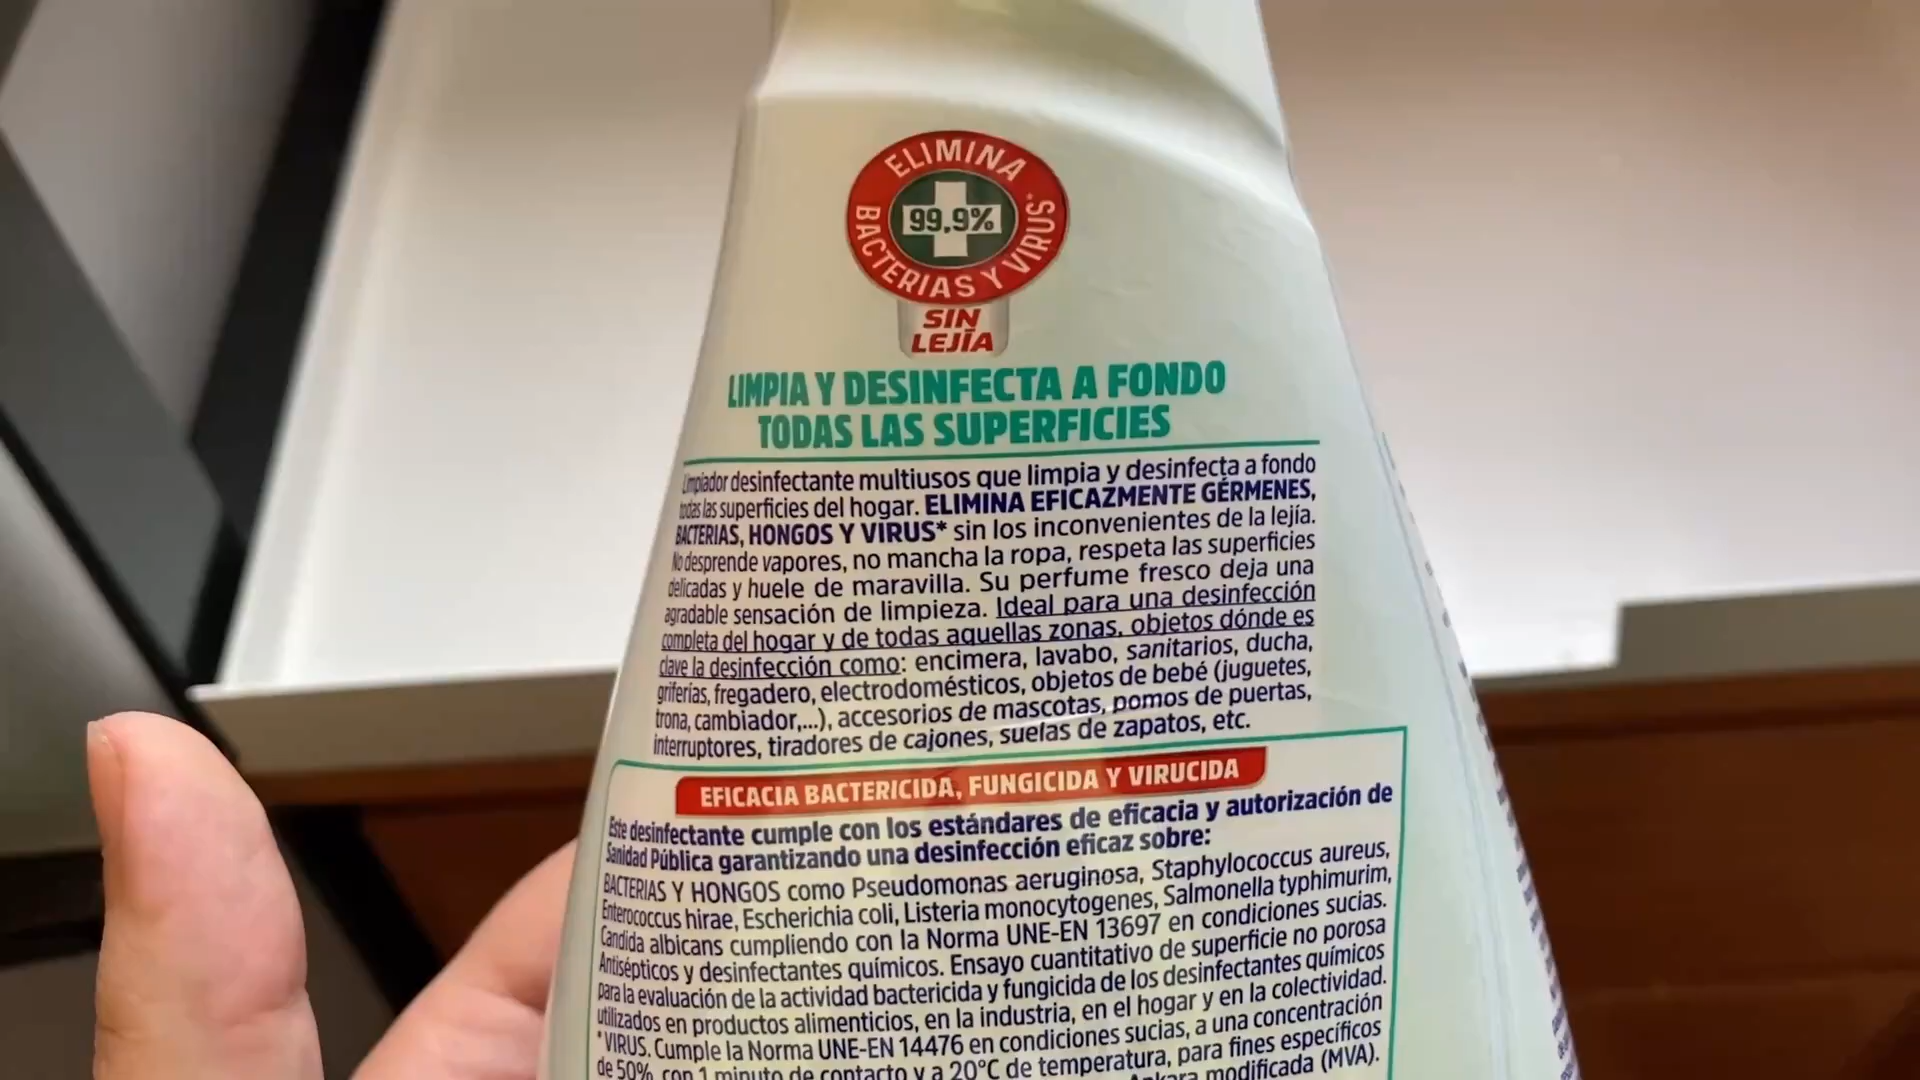 ELIMINA
99,9%
BACTERIAS Y VIRUS*
SIN
LEJÍA
LIMPIA Y DESINFECTA A FONDO
TODAS LAS SUPERFICIES
Limpiador desinfectante multiusos que limpia y desinfecta a fondo
todas las superficies del hogar. ELIMINA EFICAZMENTE GÉRMENES,
BACTERIAS, HONGOS Y VIRUS* sin los inconvenientes de la lejía.
No desprende vapores, no mancha la ropa, respeta las superficies
delicadas y huele de maravilla. Su perfume fresco deja una
agradable sensación de limpieza. Ideal para una desinfección
completa del hogar y de todas aquellas zonas, objetos dónde es
clave la desinfección como: encimera, lavabo, sanitarios, ducha,
griferías, fregadero, electrodomésticos, objetos de bebé (juguetes,
trona, cambiador,...), accesorios de mascotas, pomos de puertas,
interruptores, tiradores de cajones, suelas de zapatos, etc.
EFICACIA BACTERICIDA, FUNGICIDA Y VIRUCIDA
Este desinfectante cumple con los estándares de eficacia y autorización de
Sanidad Pública garantizando una desinfección eficaz sobre:
BACTERIAS Y HONGOS como Pseudomonas aeruginosa, Staphylococcus aureus,
Enterococcus hirae, Escherichia coli, Listeria monocytogenes, Salmonella typhimurim,
Candida albicans cumpliendo con la Norma UNE-EN 13697 en condiciones sucias.
Antisépticos y desinfectantes químicos. Ensayo cuantitativo de superficie no porosa
para la evaluación de la actividad bactericida y fungicida de los desinfectantes químicos
utilizados en productos alimenticios, en la industria, en el hogar y en la colectividad.
*VIRUS. Cumple la Norma UNE-EN 14476 en condiciones sucias, a una concentración
de 50%, con 1 minuto de contacto y a 20°C de temperatura, para fines específicos
Ankara modificada (MVA).